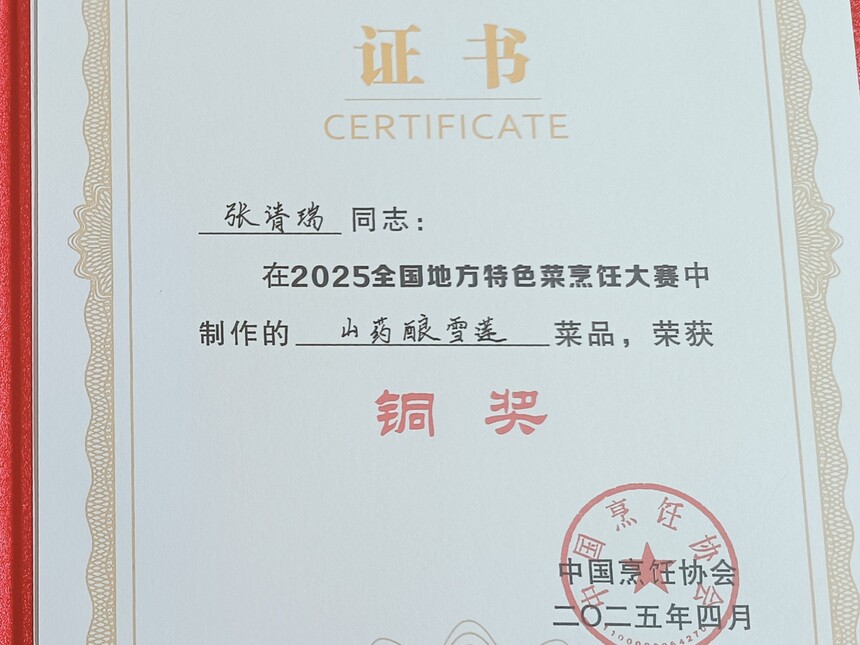 证书
CERTIFICATE
张清瑞 同志：
在2025全国地方特色菜烹饪大赛中
制作的 山药酿雪莲 菜品，荣获
铜奖
中国烹饪协会
中国烹饪协会
二〇二五年四月